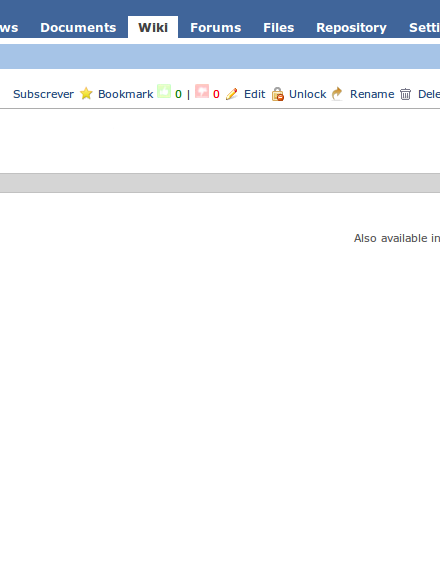 ws Documents Wiki Forums Files Repository Setti
Subscrever Bookmark 0 | 0 Edit Unlock Rename Dele
Also available in